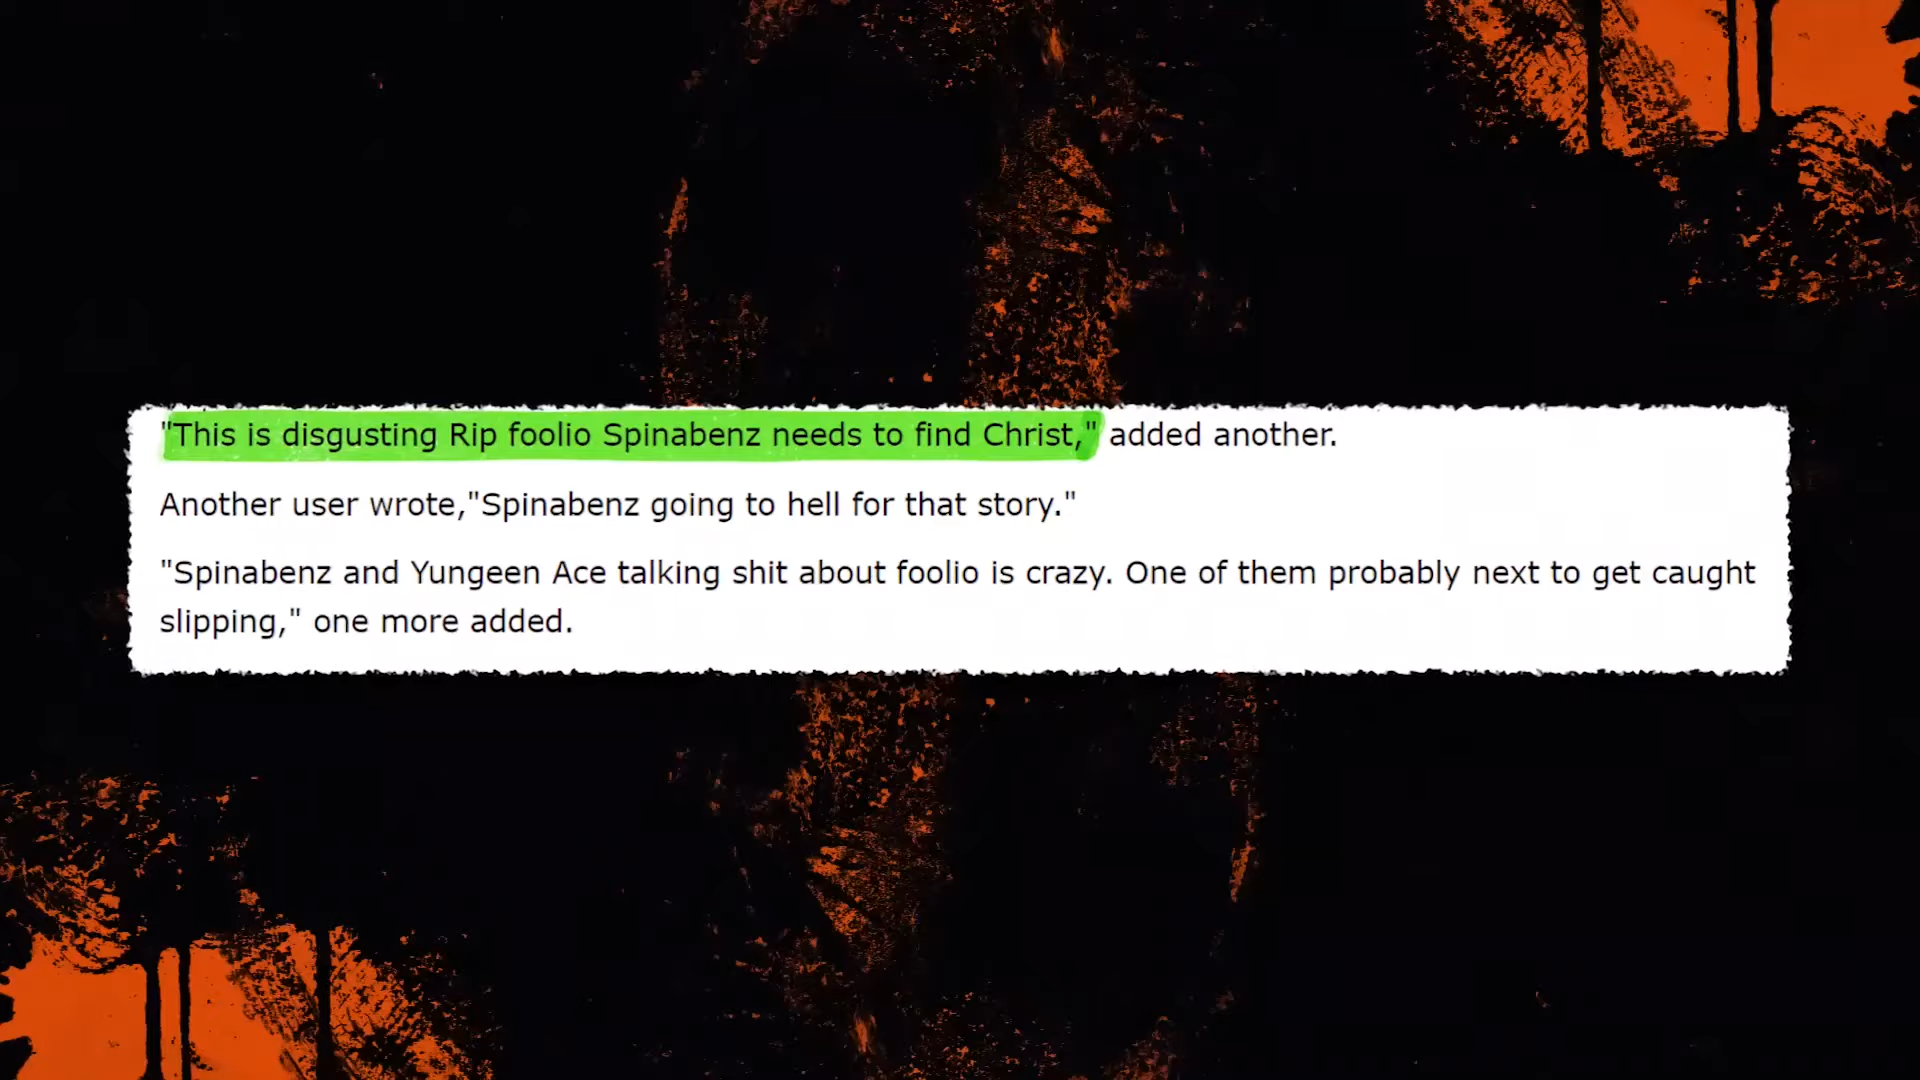 "This is disgusting Rip foolio Spinabenz needs to find Christ," added another.
Another user wrote,"Spinabenz going to hell for that story."
"Spinabenz and Yungeen Ace talking shit about foolio is crazy. One of them probably next to get caught
slipping," one more added.